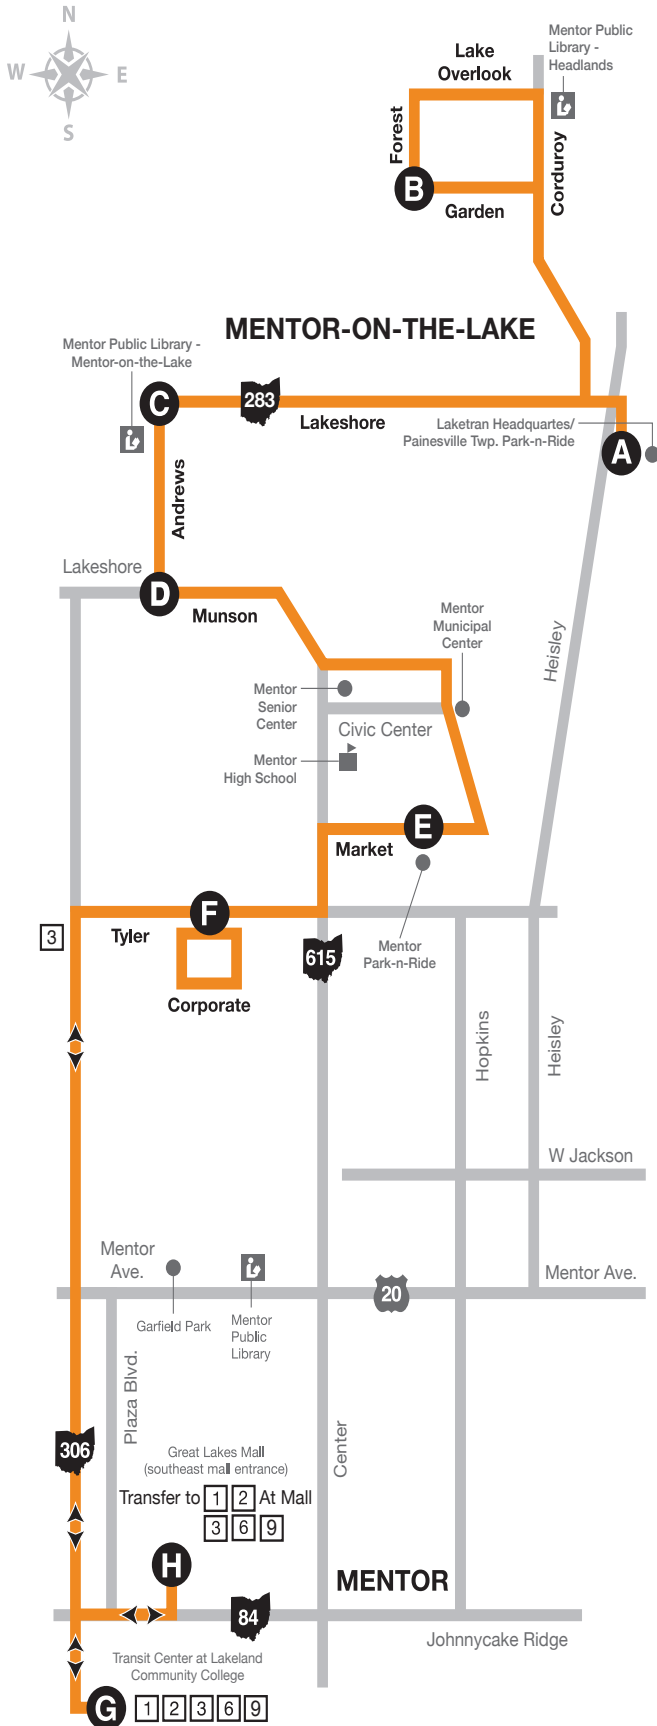 N
W
E
S
Mentor Public
Library -
Headlands
Lake
Overlook
Forest
Corduroy
B
Garden
MENTOR-ON-THE-LAKE
Mentor Public Library -
Mentor-on-the-Lake
C
283
Lakeshore
Laketran Headquartes/
Painesville Twp. Park-n-Ride
A
Andrews
Lakeshore
D
Munson
Mentor
Municipal
Center
Heisley
Mentor
Senior
Center
Civic Center
Mentor
High School
E
Market
F
3
Tyler
Mentor
Park-n-Ride
615
Corporate
Hopkins
Heisley
W Jackson
Mentor
Ave.
Mentor Ave.
20
Garfield Park
Mentor
Public
Library
Plaza Blvd.
Center
306
Great Lakes Mall
(southeast mall entrance)
Transfer to 1 2 At Mall
3 6 9
H
MENTOR
84
Johnnycake Ridge
Transit Center at Lakeland
Community College
G
1 2 3 6 9